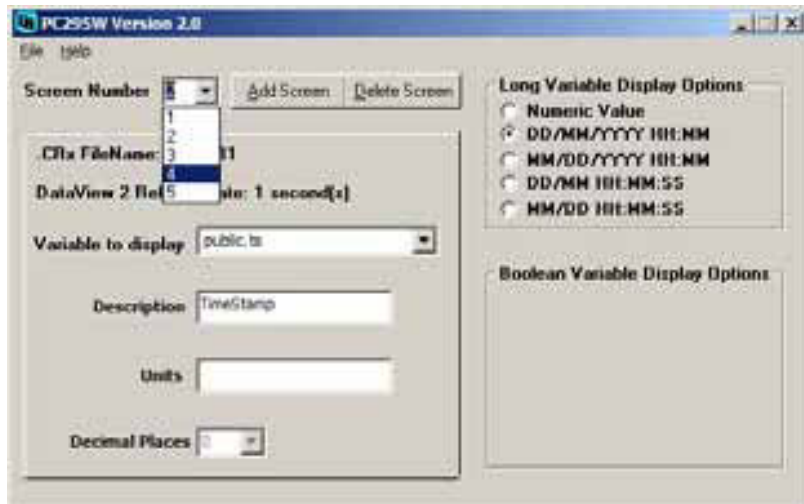 PC295W Version 2.0
File Help
Screen Number Add Screen Delete Screen
1
2
3
4
5
.CRx FileName:
DataView 2 1 second(s)
Variable to display public.ts
Description TimeStamp
Units
Decimal Places
Long Variable Display Options
Numeric Value
DD/MM/YYYY HH:MM
MM/DD/YYYY HH:MM
DD/MM HH:MM:SS
MM/DD HH:MM:SS
Boolean Variable Display Options